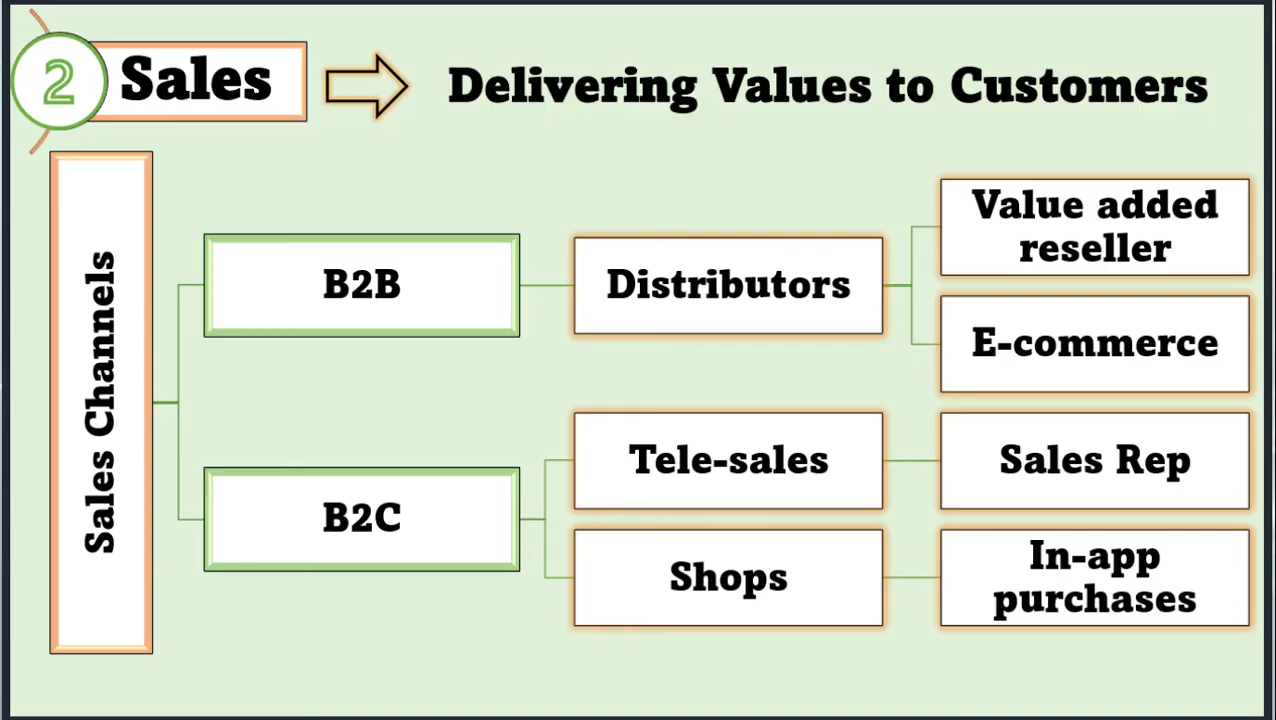 2
Sales
Delivering Values to Customers
Sales Channels
B2B
Distributors
Value added
reseller
E-commerce
B2C
Tele-sales
Sales Rep
Shops
In-app
purchases